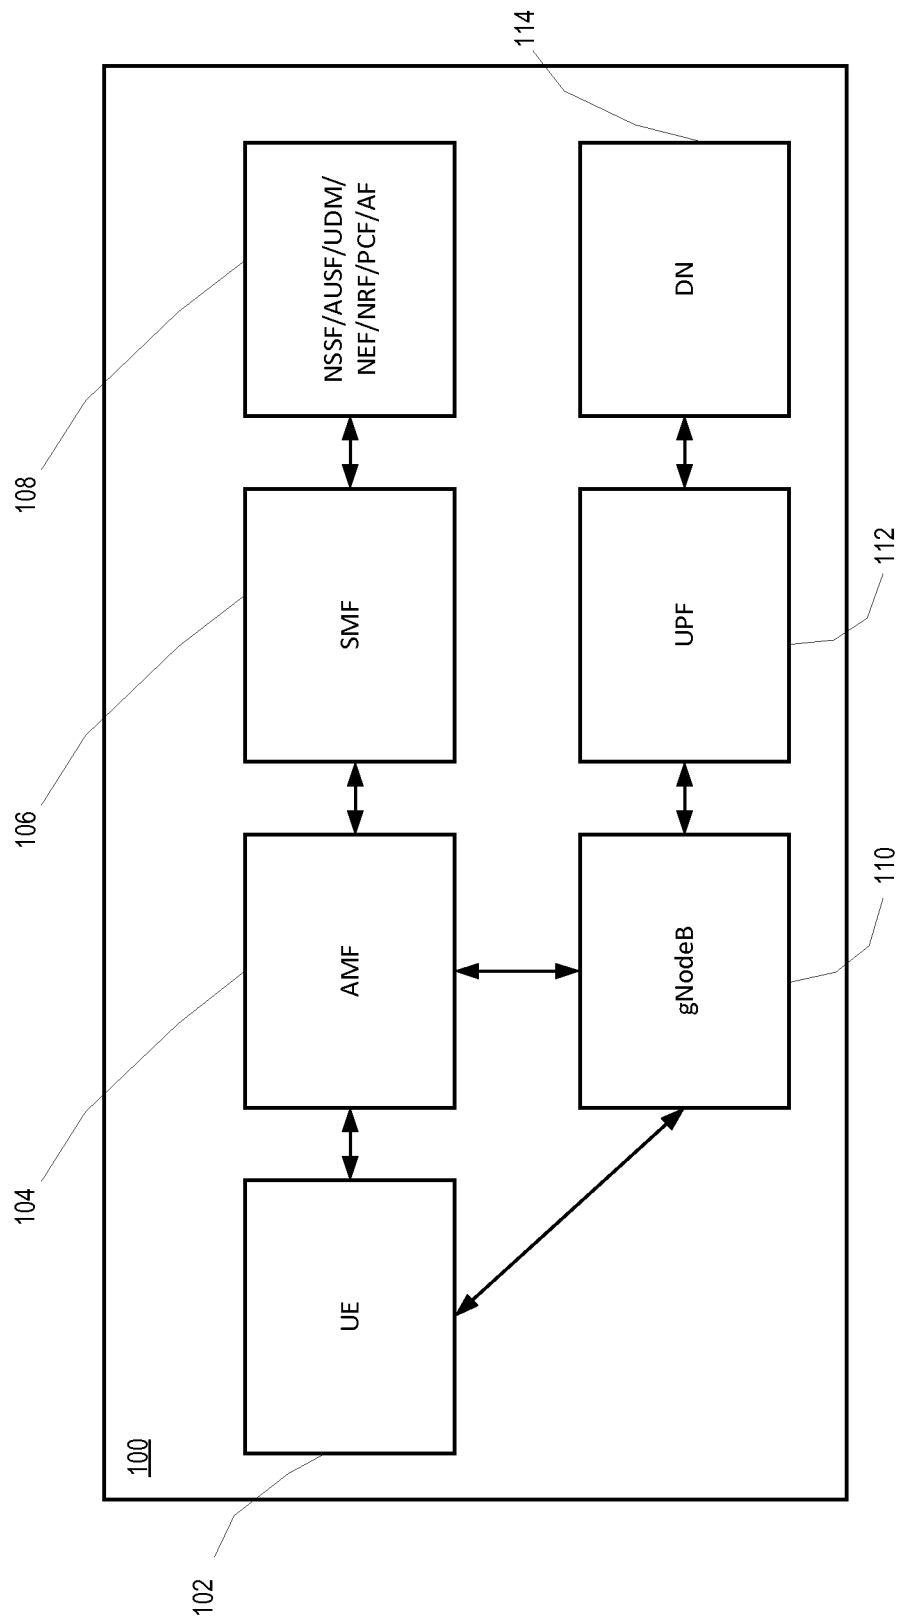 100
102
104
106
108
UE
AMF
SMF
NSSF/AUSF/UDM/
NEF/NRF/PCF/AF
gNodeB
UPF
DN
110
112
114